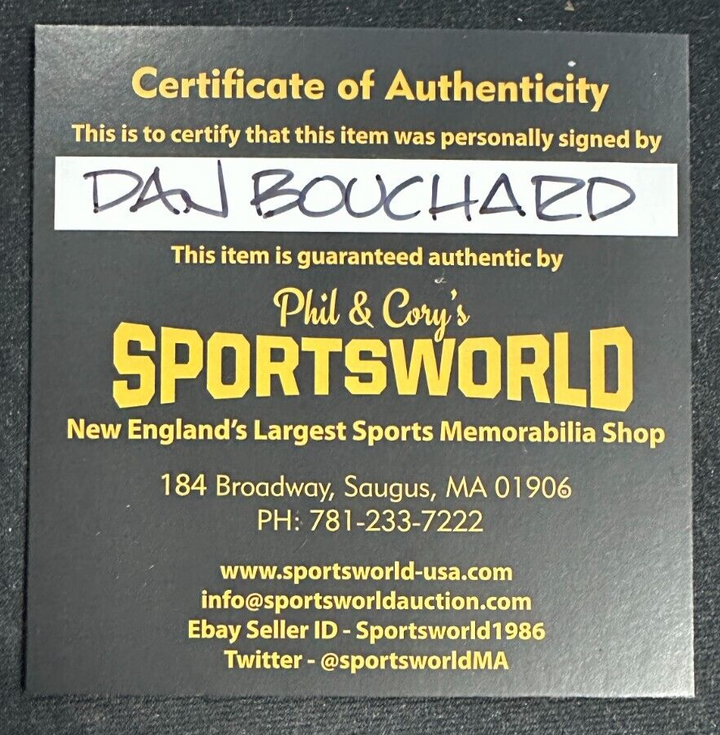 Certificate of Authenticity
This is to certify that this item was personally signed by
DAN BOUCHARD
This item is guaranteed authentic by
Phil & Cory's
SPORTSWORLD
New England's Largest Sports Memorabilia Shop
184 Broadway, Saugus, MA 01906
PH: 781-233-7222
www.sportsworld-usa.com
info@sportsworldauction.com
Ebay Seller ID - Sportsworld1986
Twitter - @sportsworldMA